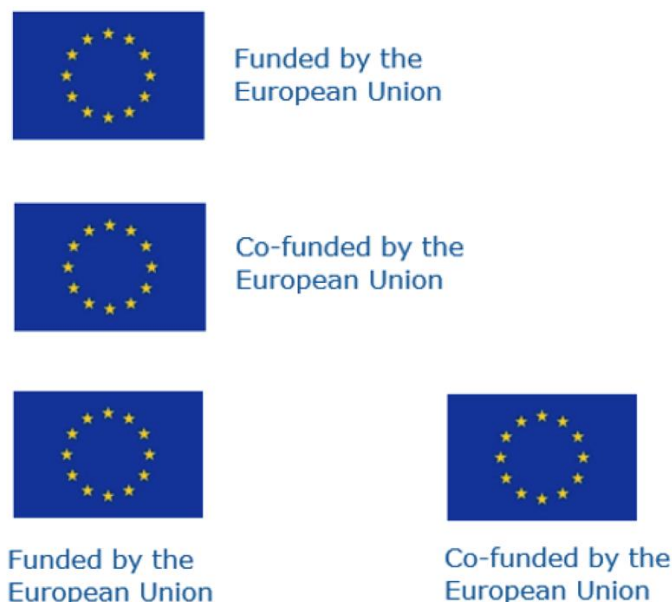 Funded by the
European Union
Co-funded by the
European Union
Funded by the
European Union
Co-funded by the
European Union